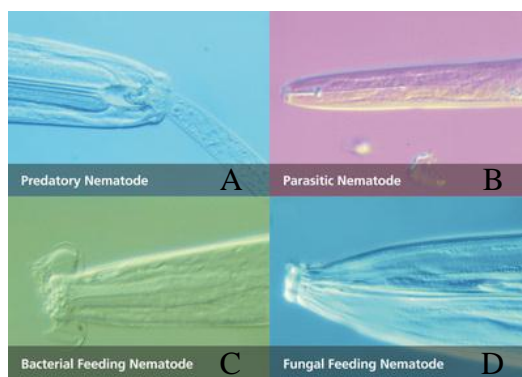 Predatory Nematode A
Parasitic Nematode B
Bacterial Feeding Nematode C
Fungal Feeding Nematode D